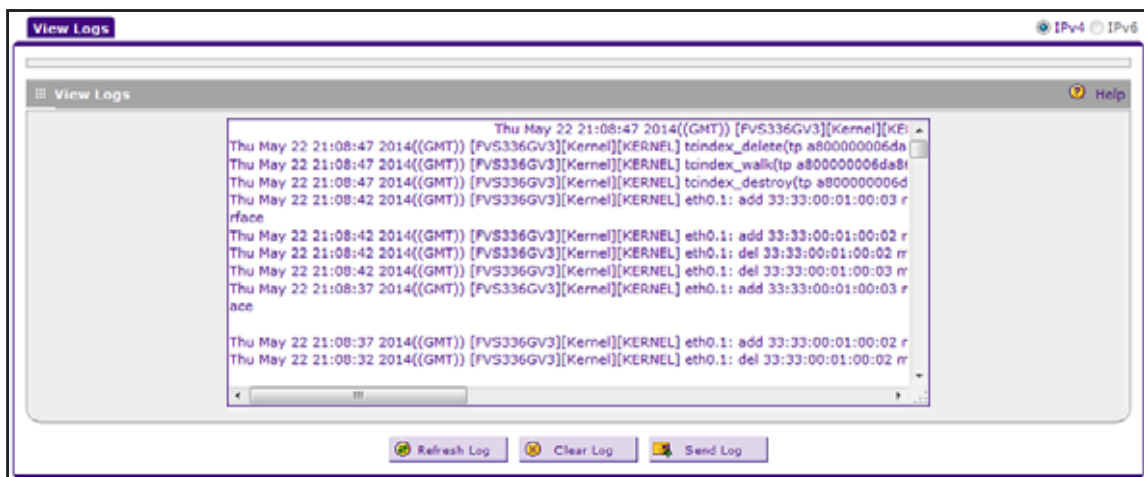 View Logs
IPv4 IPv6
View Logs
Help
Thu May 22 21:08:47 2014((GMT)) [FVS336GV3][Kernel][KE
Thu May 22 21:08:47 2014((GMT)) [FVS336GV3][Kernel][KERNEL] tcindex_delete(tp a800000006da
Thu May 22 21:08:47 2014((GMT)) [FVS336GV3][Kernel][KERNEL] tcindex_walk(tp a800000006da8f
Thu May 22 21:08:47 2014((GMT)) [FVS336GV3][Kernel][KERNEL] tcindex_destroy(tp a800000006d
Thu May 22 21:08:42 2014((GMT)) [FVS336GV3][Kernel][KERNEL] eth0.1: add 33:33:00:01:00:03 r
rface
Thu May 22 21:08:42 2014((GMT)) [FVS336GV3][Kernel][KERNEL] eth0.1: add 33:33:00:01:00:02 r
Thu May 22 21:08:42 2014((GMT)) [FVS336GV3][Kernel][KERNEL] eth0.1: del 33:33:00:01:00:02 m
Thu May 22 21:08:42 2014((GMT)) [FVS336GV3][Kernel][KERNEL] eth0.1: del 33:33:00:01:00:03 m
Thu May 22 21:08:37 2014((GMT)) [FVS336GV3][Kernel][KERNEL] eth0.1: add 33:33:00:01:00:03 r
ace
Thu May 22 21:08:37 2014((GMT)) [FVS336GV3][Kernel][KERNEL] eth0.1: add 33:33:00:01:00:02 r
Thu May 22 21:08:32 2014((GMT)) [FVS336GV3][Kernel][KERNEL] eth0.1: del 33:33:00:01:00:02 m
Refresh Log Clear Log Send Log